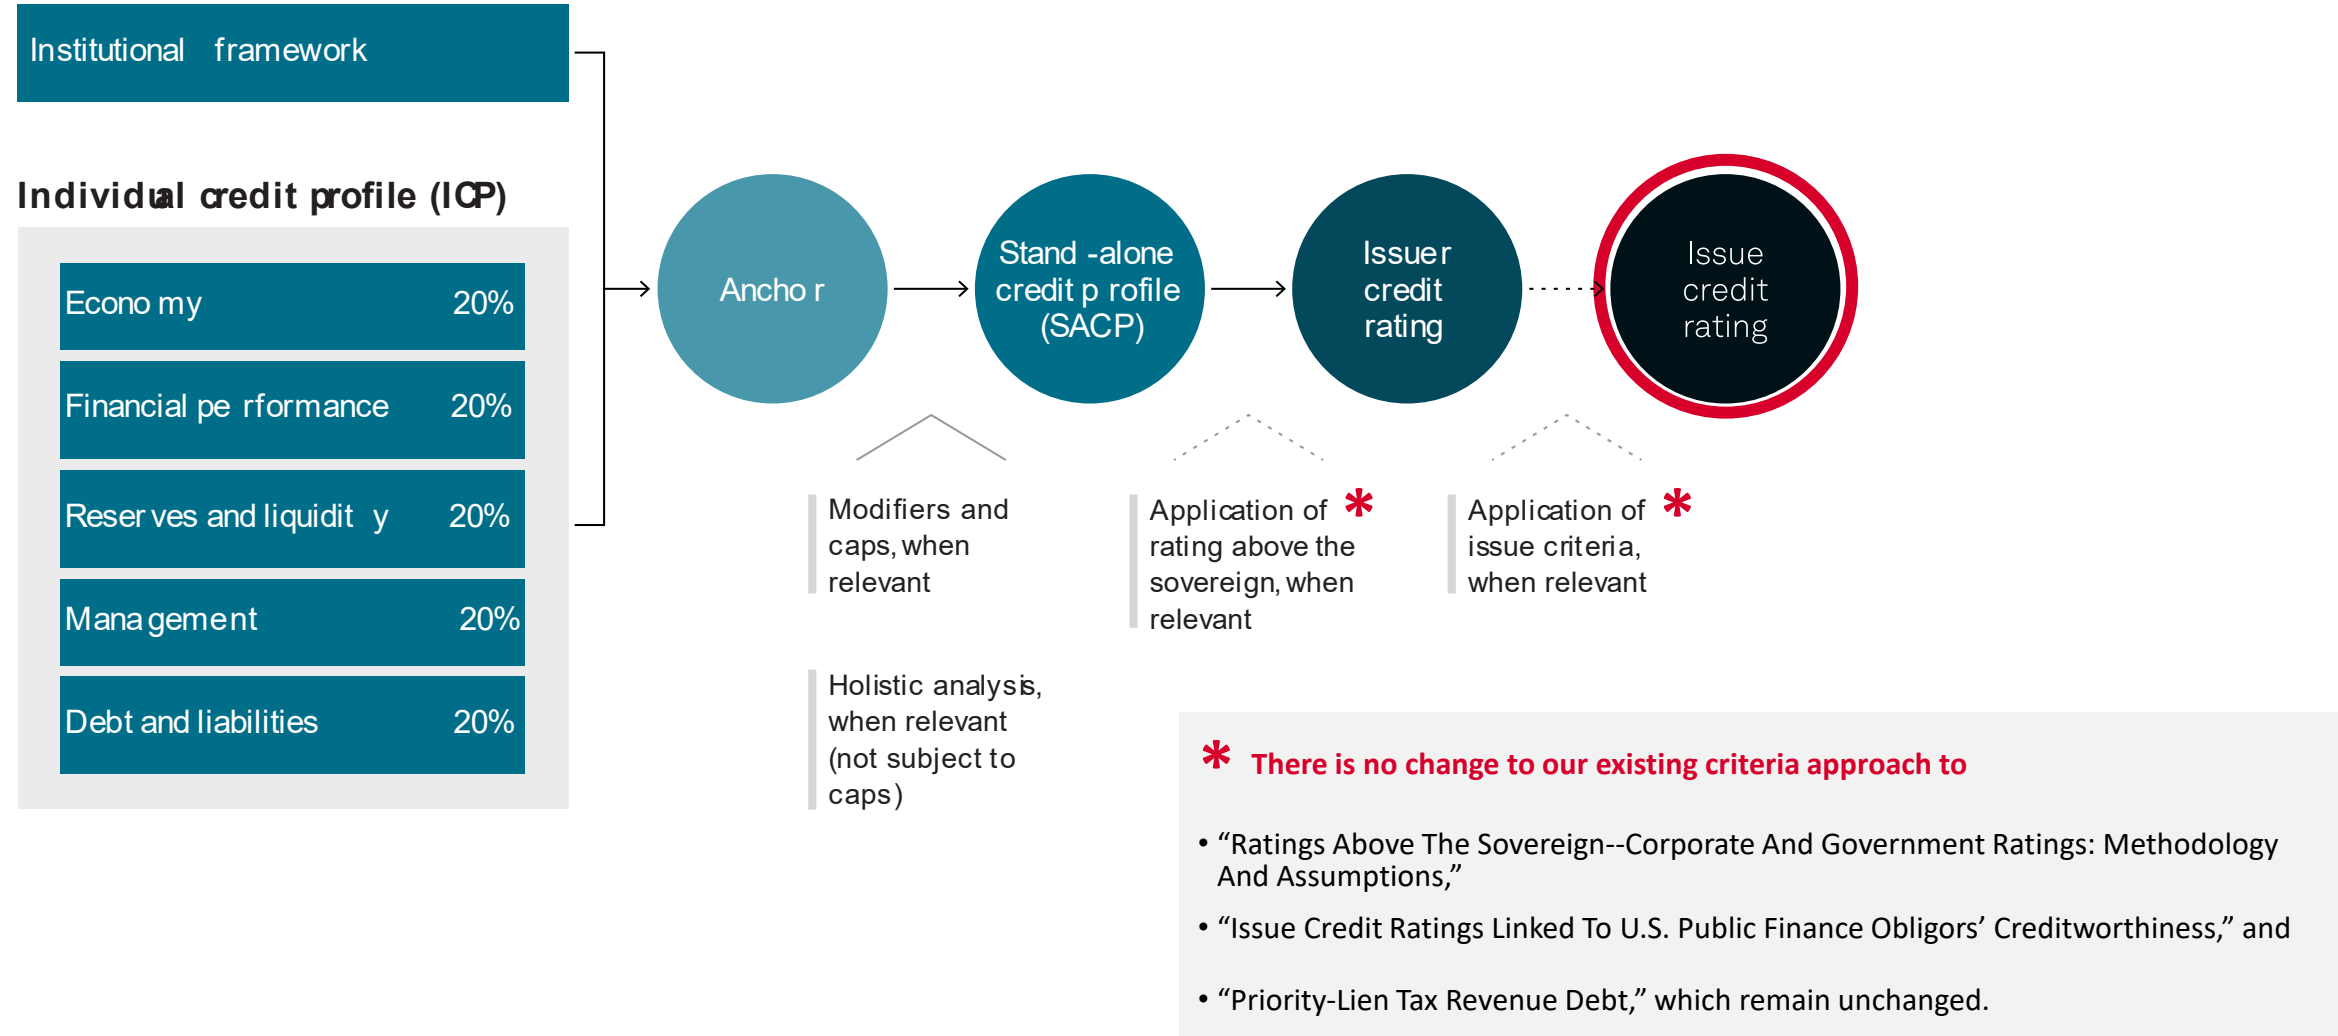 Institutional framework
Individual credit profile (ICP)
Economy 20%
Financial performance 20%
Reserves and liquidity 20%
Management 20%
Debt and liabilities 20%
Anchor
Stand-alone
credit profile
(SACP)
Issuer
credit
rating
Issue
credit
rating
Modifiers and
caps, when
relevant
Holistic analysis,
when relevant
(not subject to
caps)
Application of *
rating above the
sovereign, when
relevant
Application of *
issue criteria,
when relevant
* There is no change to our existing criteria approach to
• “Ratings Above The Sovereign--Corporate And Government Ratings: Methodology
And Assumptions,”
• “Issue Credit Ratings Linked To U.S. Public Finance Obligors’ Creditworthiness,” and
• “Priority-Lien Tax Revenue Debt,” which remain unchanged.